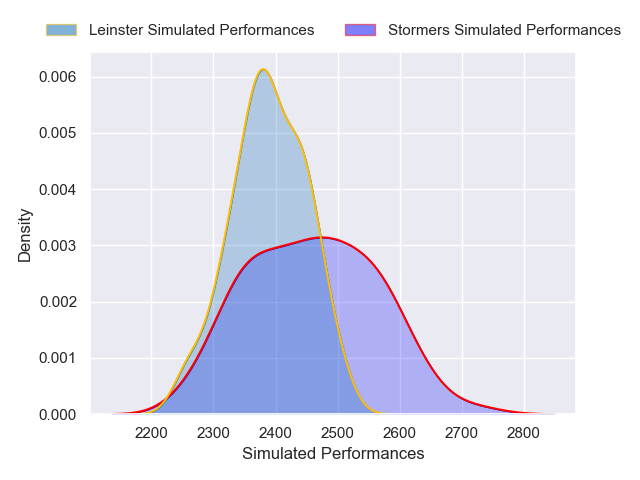 Leinster Simulated Performances Stormers Simulated Performances
0.006
0.005
0.004
0.003
0.002
0.001
0.000
Density
2200 2300 2400 2500 2600 2700 2800
Simulated Performances